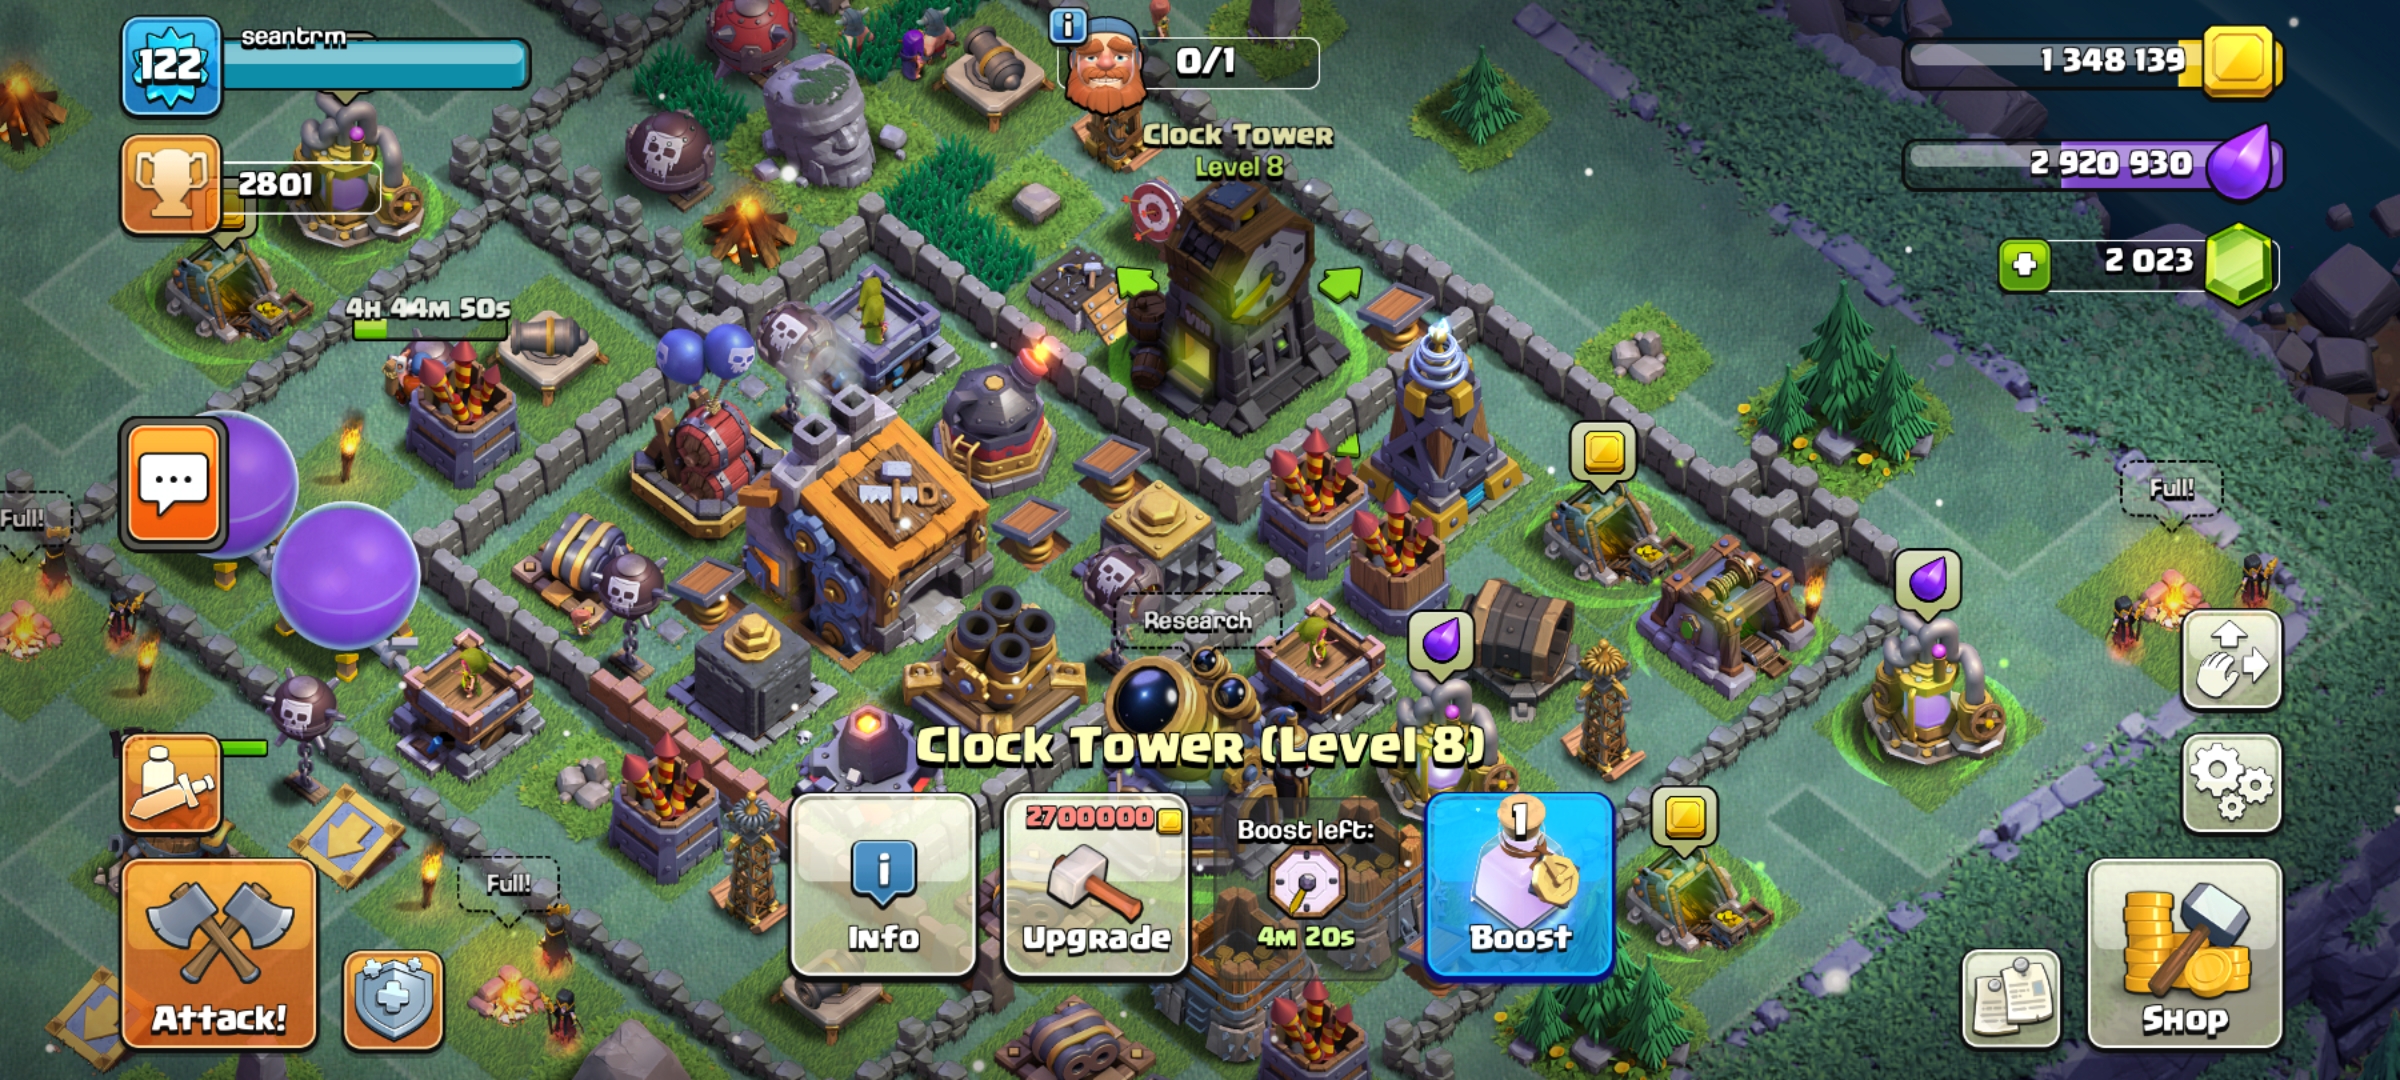 122
seantrm
0/1
1 348 139
2801
Clock Tower
Level 8
2 920 930
2 023
4H 44M 50s
Full!
Full!
Research
Clock Tower (Level 8)
Info
2700000
Upgrade
Boost left:
4M 20s
1
Boost
Full!
Attack!
Shop